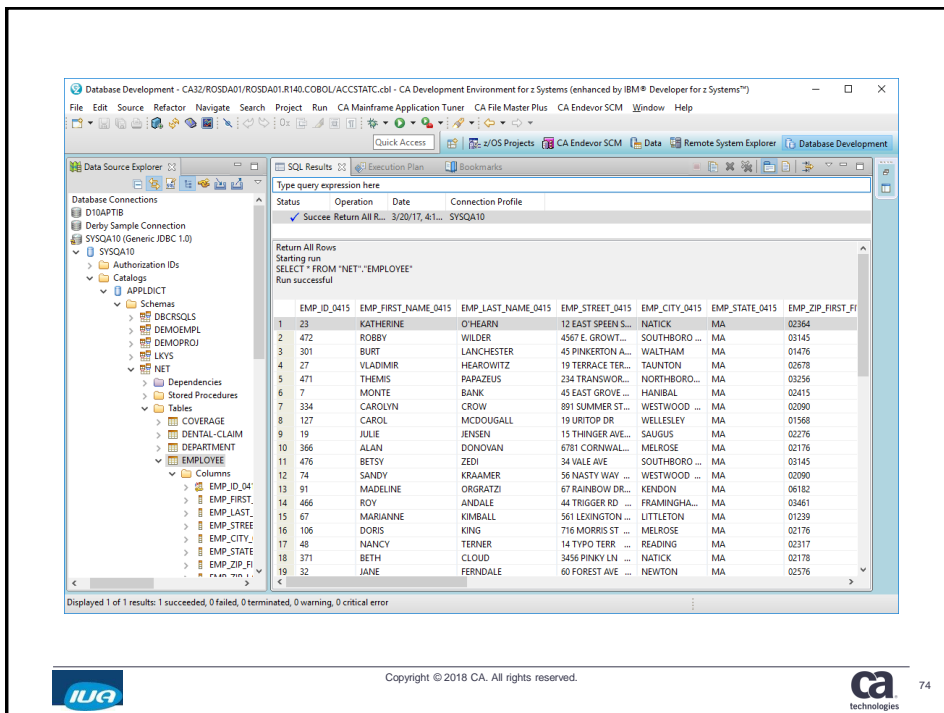 Database Development - CA32/ROSDA01/ROSDA01.R140.COBOL/ACCSTATC.cbl - CA Development Environment for z Systems (enhanced by IBM® Developer for z Systems™)
File Edit Source Refactor Navigate Search Project Run CA Mainframe Application Tuner CA File Master Plus CA Endevor SCM Window Help
Quick Access z/OS Projects CA Endevor SCM Data Remote System Explorer Database Development
Data Source Explorer
Database Connections
D10APTIB
Derby Sample Connection
SYSQA10 (Generic JDBC 1.0)
SYSQA10
Authorization IDs
Catalogs
APPLDICT
Schemas
DBCRSQLS
DEMOEMPL
DEMOPROJ
LKYS
NET
Dependencies
Stored Procedures
Tables
COVERAGE
DENTAL-CLAIM
DEPARTMENT
EMPLOYEE
Columns
EMP_ID_04
EMP_FIRST_
EMP_LAST_
EMP_STREE
EMP_CITY_
EMP_STATE
EMP_ZIP_FI
SQL Results Execution Plan Bookmarks
Type query expression here
Status Operation Date Connection Profile
Succee Return All R... 3/20/17, 4:1... SYSQA10
Return All Rows
Starting run
SELECT * FROM "NET"."EMPLOYEE"
Run successful
EMP_ID_0415 EMP_FIRST_NAME_0415 EMP_LAST_NAME_0415 EMP_STREET_0415 EMP_CITY_0415 EMP_STATE_0415 EMP_ZIP_FIRST_FI
1 23 KATHERINE O'HEARN 12 EAST SPEEN S... NATICK MA 02364
2 472 ROBBY WILDER 4567 E. GROWT... SOUTHBORO ... MA 03145
3 301 BURT LANCHESTER 45 PINKERTON A... WALTHAM MA 01476
4 27 VLADIMIR HEAROWITZ 19 TERRACE TER... TAUNTON MA 02678
5 471 THEMIS PAPAZEUS 234 TRANSWOR... NORTHBORO... MA 03256
6 7 MONTE BANK 45 EAST GROVE ... HANIBAL MA 02415
7 334 CAROLYN CROW 891 SUMMER ST... WESTWOOD ... MA 02090
8 127 CAROL MCDOUGALL 19 URITOP DR WELLESLEY MA 01568
9 19 JULIE JENSEN 15 THINGER AVE... SAUGUS MA 02276
10 366 ALAN DONOVAN 6781 CORNWAL... MELROSE MA 02176
11 476 BETSY ZEDI 34 VALE AVE SOUTHBORO ... MA 03145
12 74 SANDY KRAAMER 56 NASTY WAY ... WESTWOOD ... MA 02090
13 91 MADELINE ORGRATZI 67 RAINBOW DR... KENDON MA 06182
14 466 ROY ANDALE 44 TRIGGER RD ... FRAMINGHA... MA 03461
15 67 MARIANNE KIMBALL 561 LEXINGTON ... LITTLETON MA 01239
16 106 DORIS KING 716 MORRIS ST ... MELROSE MA 02176
17 48 NANCY TERNER 14 TYPO TERR ... READING MA 02317
18 371 BETH CLOUD 3456 PINKY LN ... NATICK MA 02178
19 32 JANE FERNDALE 60 FOREST AVE ... NEWTON MA 02576
Displayed 1 of 1 results: 1 succeeded, 0 failed, 0 terminated, 0 warning, 0 critical error
IUA
Copyright © 2018 CA. All rights reserved.
ca
technologies
74